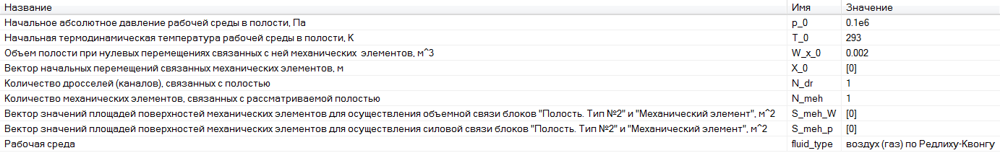 Название Имя Значение
Начальное абсолютное давление рабочей среды в полости, Па p_0 0.1e6
Начальная термодинамическая температура рабочей среды в полости, К T_0 293
Объем полости при нулевых перемещениях связанных с ней механических элементов, м^3 W_x_0 0.002
Вектор начальных перемещений связанных механических элементов, м X_0 [0]
Количество дросселей (каналов), связанных с полостью N_dr 1
Количество механических элементов, связанных с рассматриваемой полостью N_meh 1
Вектор значений площадей поверхностей механических элементов для осуществления объемной связи блоков "Полость. Тип №2" и "Механический элемент", м^2 S_meh_W [0]
Вектор значений площадей поверхностей механических элементов для осуществления силовой связи блоков "Полость. Тип №2" и "Механический элемент", м^2 S_meh_p [0]
Рабочая среда fluid_type воздух (газ) по Редлиху-Квонгу